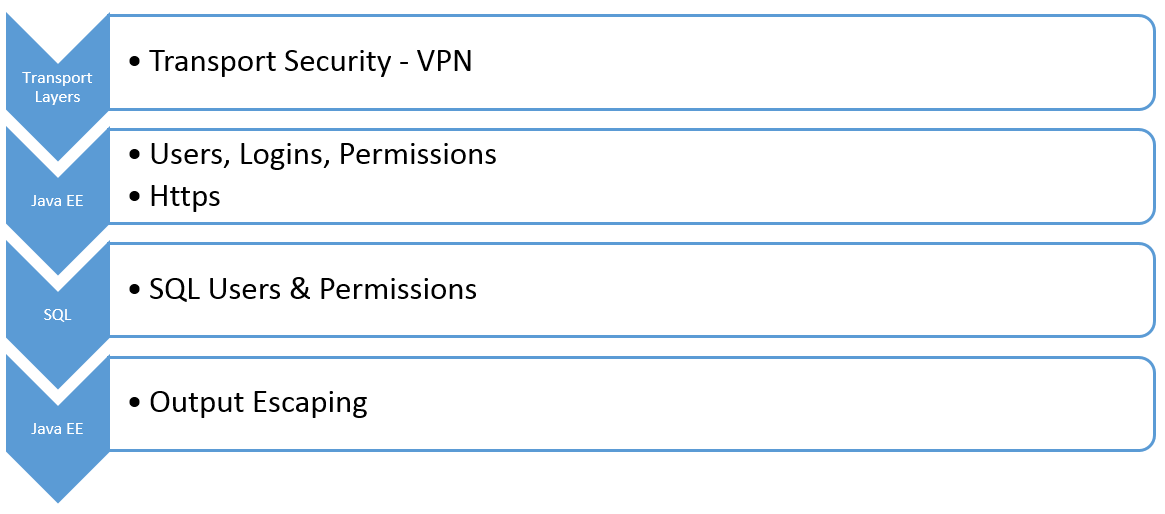 Transport
Layers
• Transport Security - VPN
Java EE
• Users, Logins, Permissions
• Https
SQL
• SQL Users & Permissions
Java EE
• Output Escaping